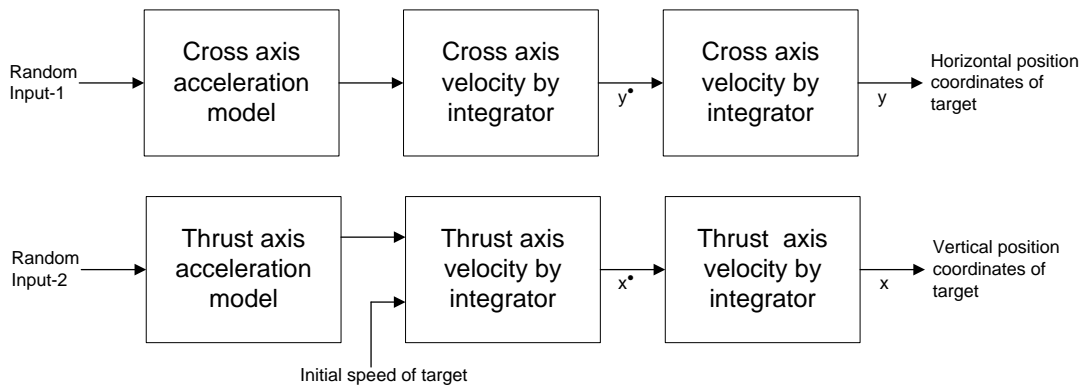 Random
Input-1
Cross axis
acceleration
model
Cross axis
velocity by
integrator
y•
Cross axis
velocity by
integrator
y
Horizontal position
coordinates of
target
Random
Input-2
Thrust axis
acceleration
model
Thrust axis
velocity by
integrator
x•
Thrust axis
velocity by
integrator
x
Vertical position
coordinates of
target
Initial speed of target